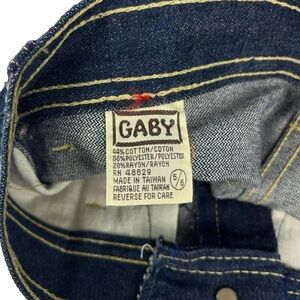 GABY
44% COTTON/COTON
36% POLYESTER/POLYESTER
20% RAYON/RAYON
RN 48829
MADE IN TAIWAN
FABRIQUE AU TAIWAN
REVERSE FOR CARE
5/6